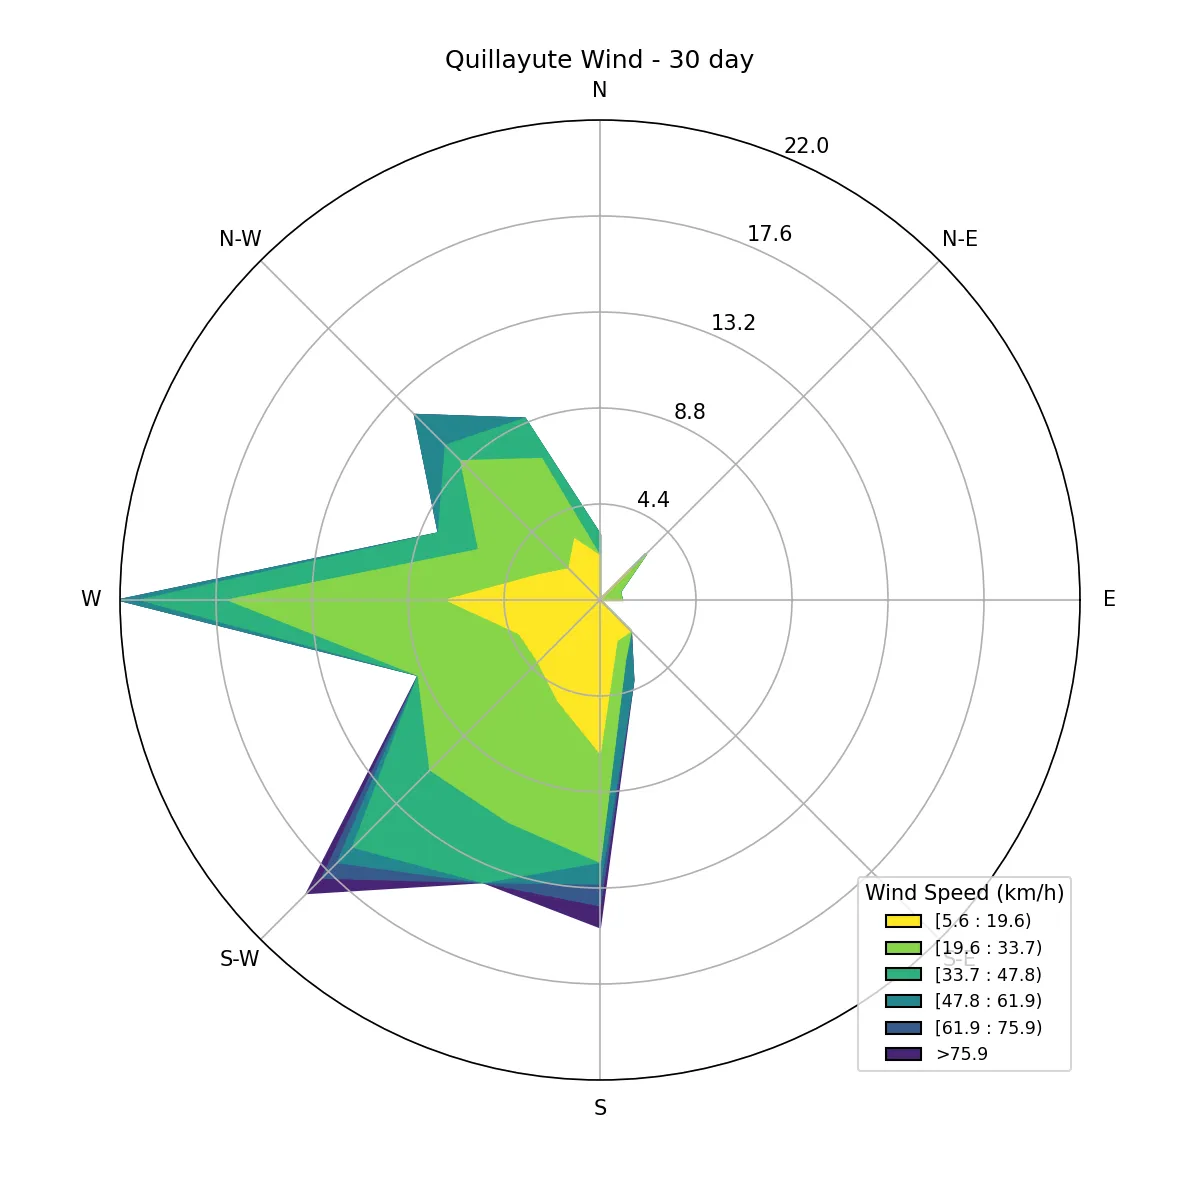 Quillayute Wind - 30 day
N
22.0
N-W
17.6
N-E
13.2
8.8
4.4
W
E
Wind Speed (km/h)
[5.6 : 19.6)
[19.6 : 33.7)
S-W
S-E
[33.7 : 47.8)
[47.8 : 61.9)
[61.9 : 75.9)
>75.9
S